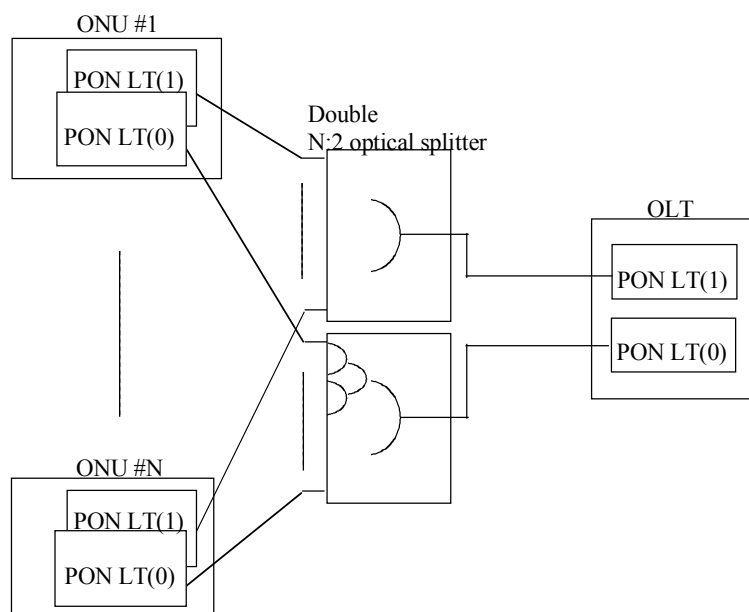 ONU #1
PON LT(1)
PON LT(0)
Double
N:2 optical splitter
OLT
PON LT(1)
PON LT(0)
ONU #N
PON LT(1)
PON LT(0)